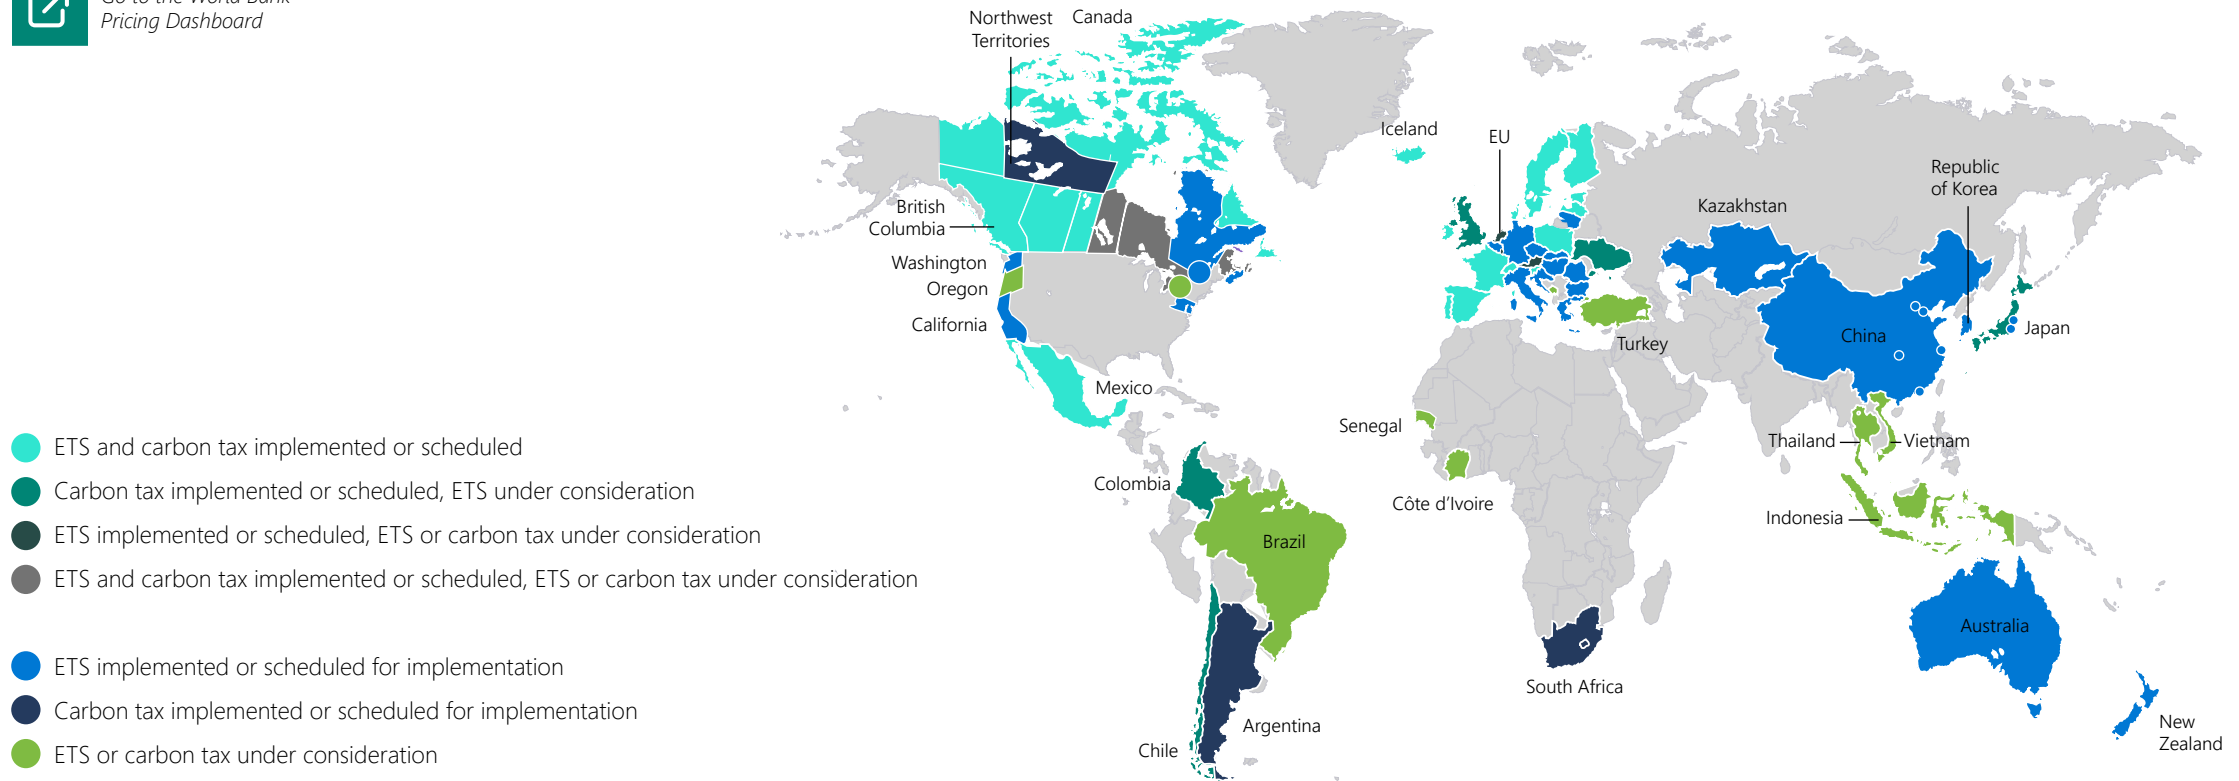 Go to the World Bank
Pricing Dashboard
Northwest
Territories
Canada
Iceland
EU
Republic
of Korea
Kazakhstan
British
Columbia
Washington
Oregon
California
China
Japan
Turkey
Mexico
Senegal
Thailand
Vietnam
Colombia
Côte d’Ivoire
Indonesia
Brazil
Australia
South Africa
Argentina
Chile
New
Zealand
ETS and carbon tax implemented or scheduled
Carbon tax implemented or scheduled, ETS under consideration
ETS implemented or scheduled, ETS or carbon tax under consideration
ETS and carbon tax implemented or scheduled, ETS or carbon tax under consideration
ETS implemented or scheduled for implementation
Carbon tax implemented or scheduled for implementation
ETS or carbon tax under consideration